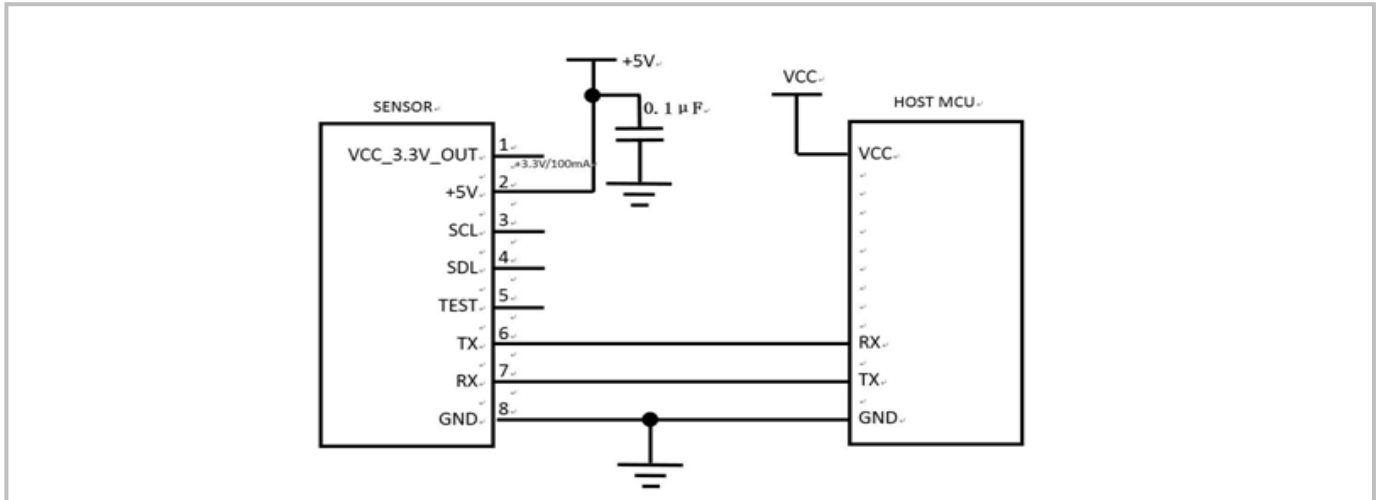 +5V
VCC
SENSOR
0.1μF
HOST MCU
VCC_3.3V_OUT 1
+3.3V/100mA
VCC
+5V 2
SCL 3
SDL 4
TEST 5
TX 6 RX
RX 7 TX
GND 8 GND